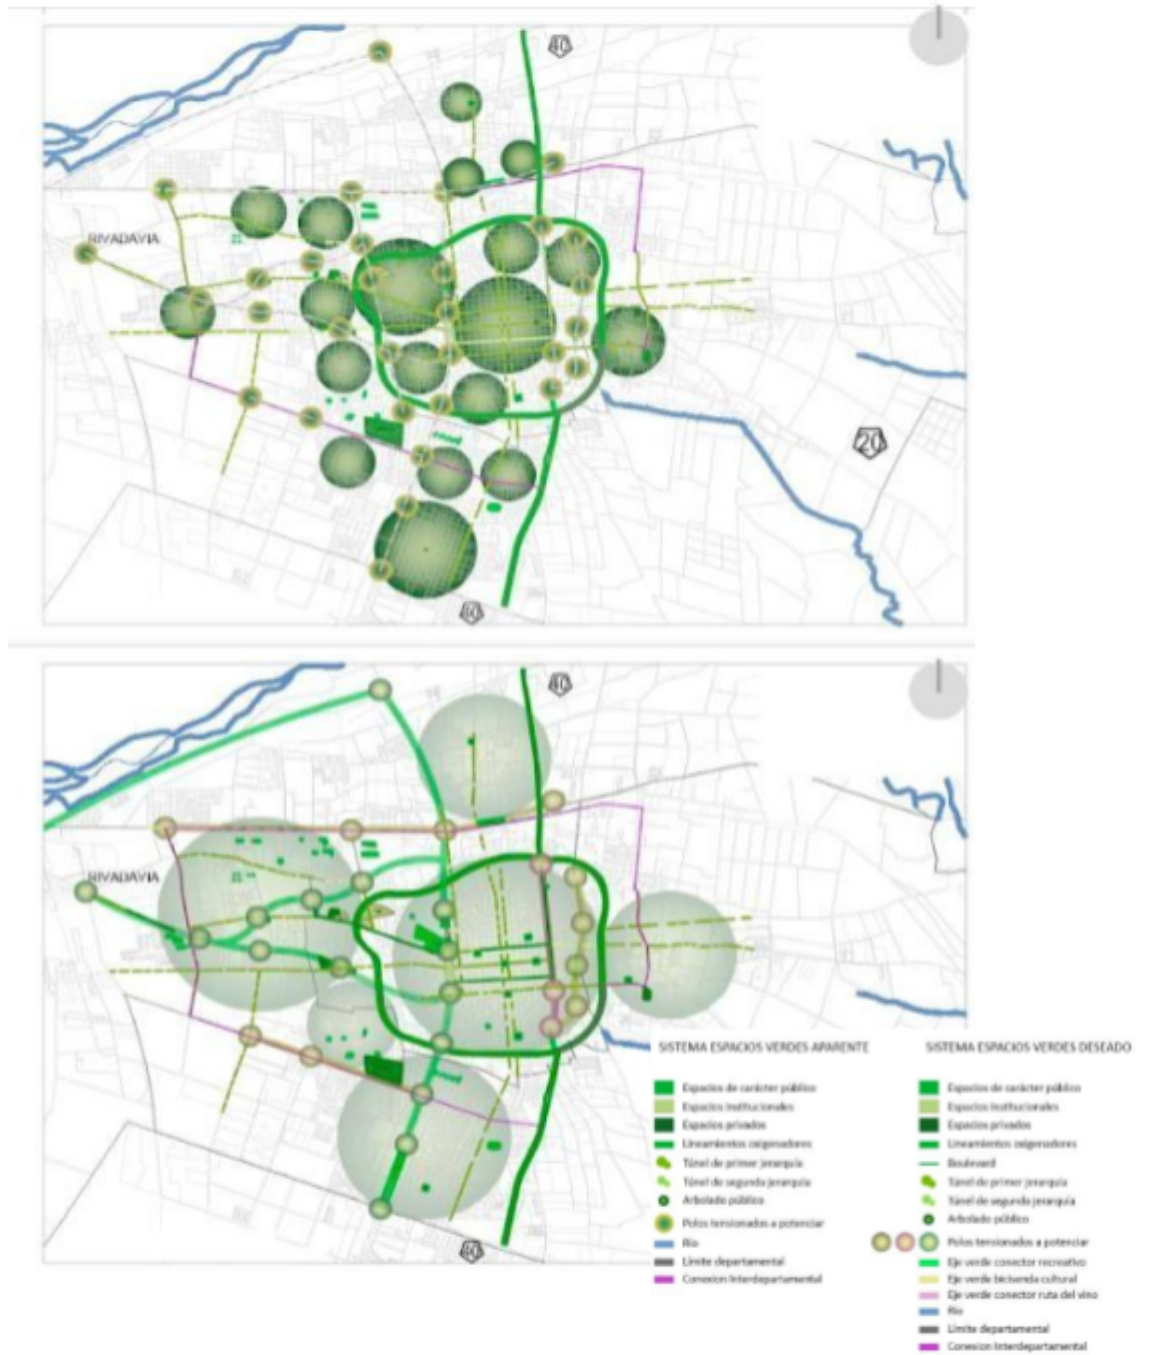 40
RIVADAVIA
20
40
40
RIVADAVIA
40
SISTEMA ESPACIOS VERDES APARENTE
Espacios de carácter público
Espacios institucionales
Espacios privados
Lineamientos oxigenadores
Túnel de primer jerarquía
Túnel de segunda jerarquía
Arbolado público
Polos tensionados a potenciar
Río
Límite departamental
Conexion Interdepartamental
SISTEMA ESPACIOS VERDES DESEADO
Espacios de carácter público
Espacios institucionales
Espacios privados
Lineamientos oxigenadores
Boulevard
Túnel de primer jerarquía
Túnel de segunda jerarquía
Arbolado público
Polos tensionados a potenciar
Eje verde conector recreativo
Eje verde bicisenda cultural
Eje verde conector ruta del vino
Río
Límite departamental
Conexion Interdepartamental